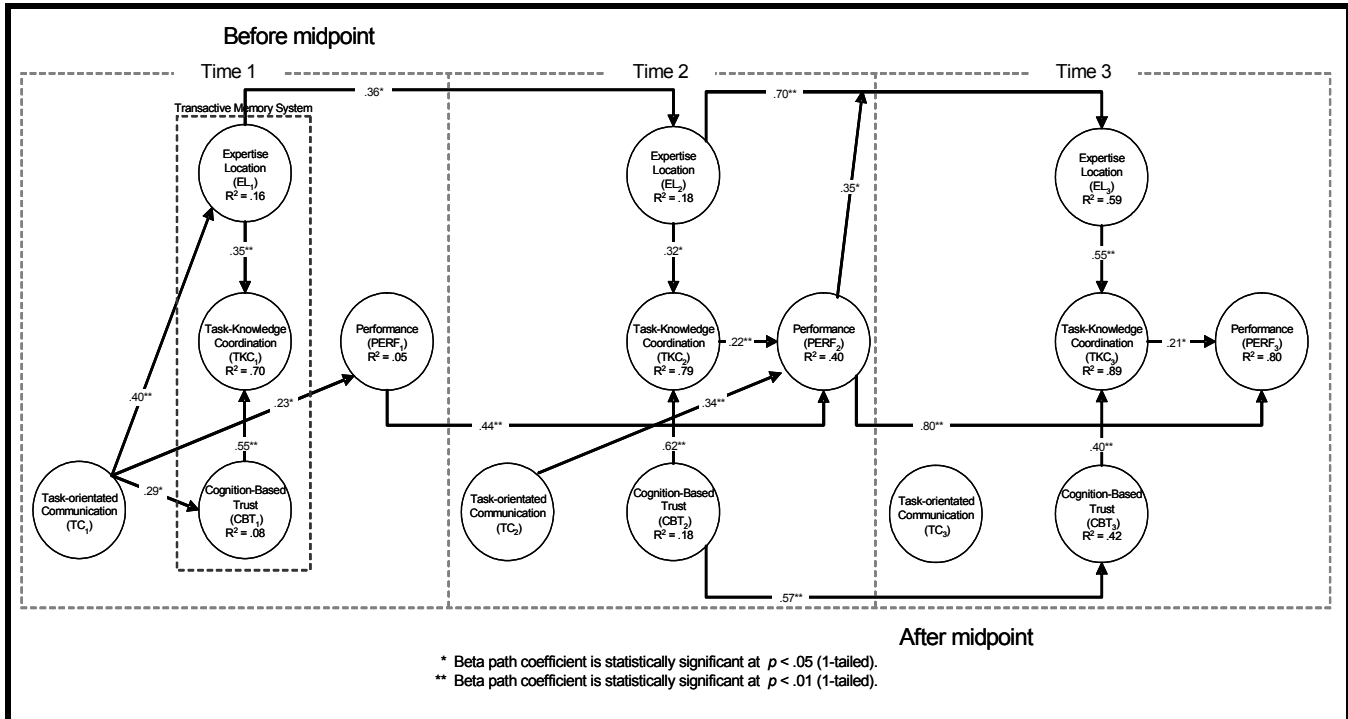 Before midpoint
Time 1
Time 2
Time 3
Transactive Memory System
.36*
.70**
Expertise
Location
(EL₁)
R² = .16
Expertise
Location
(EL₂)
R² = .18
Expertise
Location
(EL₃)
R² = .59
.35*
.35**
.32*
.55**
Task-Knowledge
Coordination
(TKC₁)
R² = .70
Performance
(PERF₁)
R² = .05
Task-Knowledge
Coordination
(TKC₂)
R² = .79
.22**
Performance
(PERF₂)
R² = .40
Task-Knowledge
Coordination
(TKC₃)
R² = .89
.21*
Performance
(PERF₃)
R² = .80
.40**
.23*
.34**
.44**
.80**
.55**
.62**
.40**
.29*
Task-orientated
Communication
(TC₁)
Cognition-Based
Trust
(CBT₁)
R² = .08
Task-orientated
Communication
(TC₂)
Cognition-Based
Trust
(CBT₂)
R² = .18
Task-orientated
Communication
(TC₃)
Cognition-Based
Trust
(CBT₃)
R² = .42
.57**
After midpoint
* Beta path coefficient is statistically significant at p < .05 (1-tailed).
** Beta path coefficient is statistically significant at p < .01 (1-tailed).